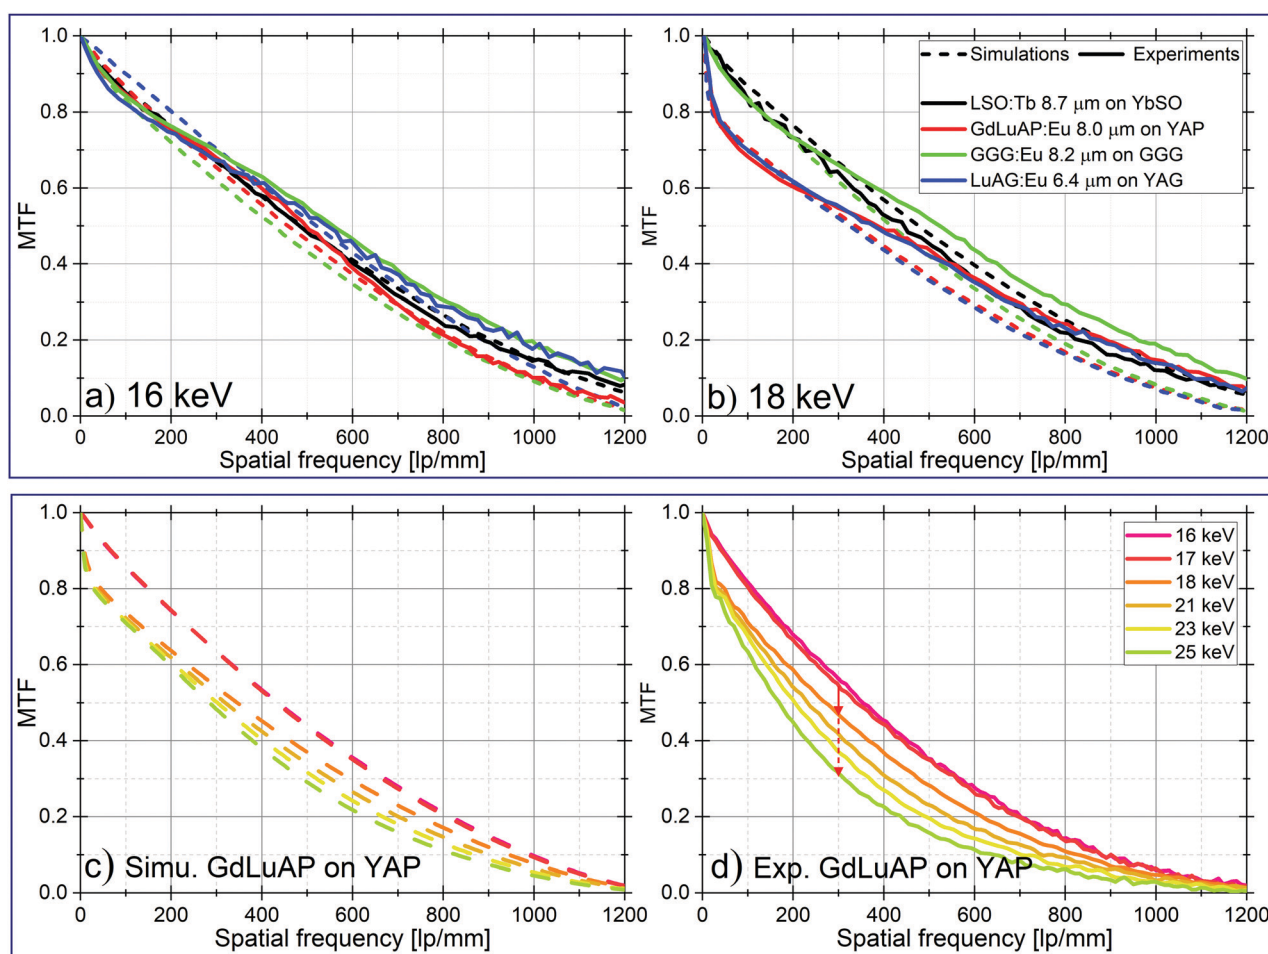 1.0
0.8
0.6
0.4
0.2
0.0
MTF
a) 16 keV
0 200 400 600 800 1000 1200
Spatial frequency [lp/mm]
1.0
0.8
0.6
0.4
0.2
0.0
MTF
Simulations Experiments
LSO:Tb 8.7 μm on YbSO
GdLuAP:Eu 8.0 μm on YAP
GGG:Eu 8.2 μm on GGG
LuAG:Eu 6.4 μm on YAG
b) 18 keV
0 200 400 600 800 1000 1200
Spatial frequency [lp/mm]
1.0
0.8
0.6
0.4
0.2
0.0
MTF
c) Simu. GdLuAP on YAP
0 200 400 600 800 1000 1200
Spatial frequency [lp/mm]
1.0
0.8
0.6
0.4
0.2
0.0
MTF
16 keV
17 keV
18 keV
21 keV
23 keV
25 keV
d) Exp. GdLuAP on YAP
0 200 400 600 800 1000 1200
Spatial frequency [lp/mm]